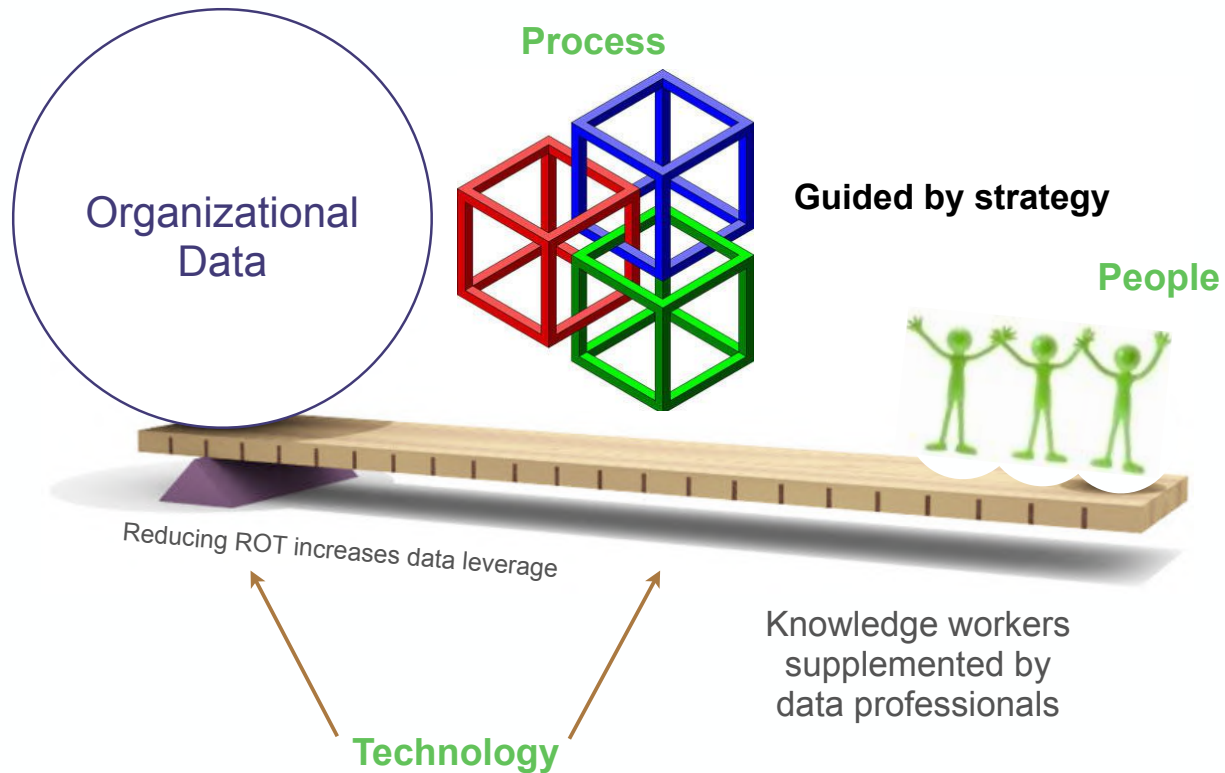 Process
Organizational
Data
Guided by strategy
People
Reducing ROT increases data leverage
Knowledge workers
supplemented by
data professionals
Technology